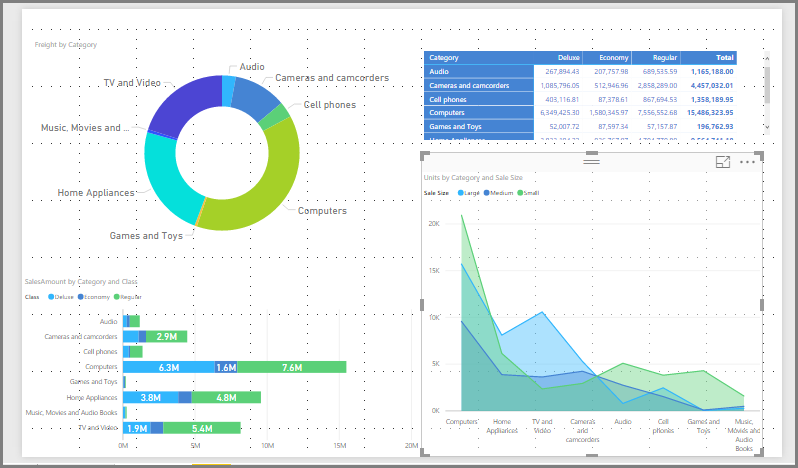 Freight by Category
Audio
Cameras and camcorders
Cell phones
Computers
Games and Toys
Home Appliances
Music, Movies and ...
TV and Video
Category Deluxe Economy Regular Total
Audio 267,894.43 207,757.98 689,535.59 1,165,188.00
Cameras and camcorders 1,085,796.05 512,946.96 2,858,289.00 4,457,032.01
Cell phones 403,116.81 87,378.61 867,694.53 1,358,189.95
Computers 6,349,425.30 1,580,345.97 7,556,552.68 15,486,323.95
Games and Toys 52,007.72 87,597.34 57,157.87 196,762.93
Home Appliances
Units by Category and Sale Size
Sale Size Large Medium Small
20K
15K
10K
5K
0K
Computers
Home Appliances
TV and Video
Cameras and camcorders
Audio
Cell phones
Games and Toys
Music, Movies and Audio Books
SalesAmount by Category and Class
Class Deluxe Economy Regular
Audio
Cameras and camcorders 2.9M
Cell phones
Computers 6.3M 1.6M 7.6M
Games and Toys
Home Appliances 3.8M 4.8M
Music, Movies and Audio Books
TV and Video 1.9M 5.4M
0M 5M 10M 15M 20M